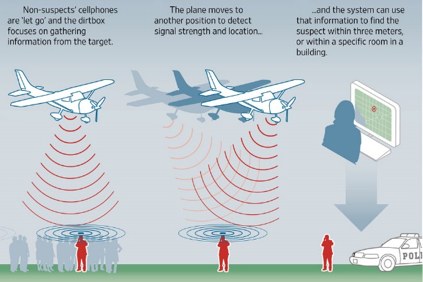 Non-suspects' cellphones
are 'let go' and the dirtbox
focuses on gathering
information from the target.
The plane moves to
another position to detect
signal strength and location...
...and the system can use
that information to find the
suspect within three meters,
or within a specific room in a
building.
POLI